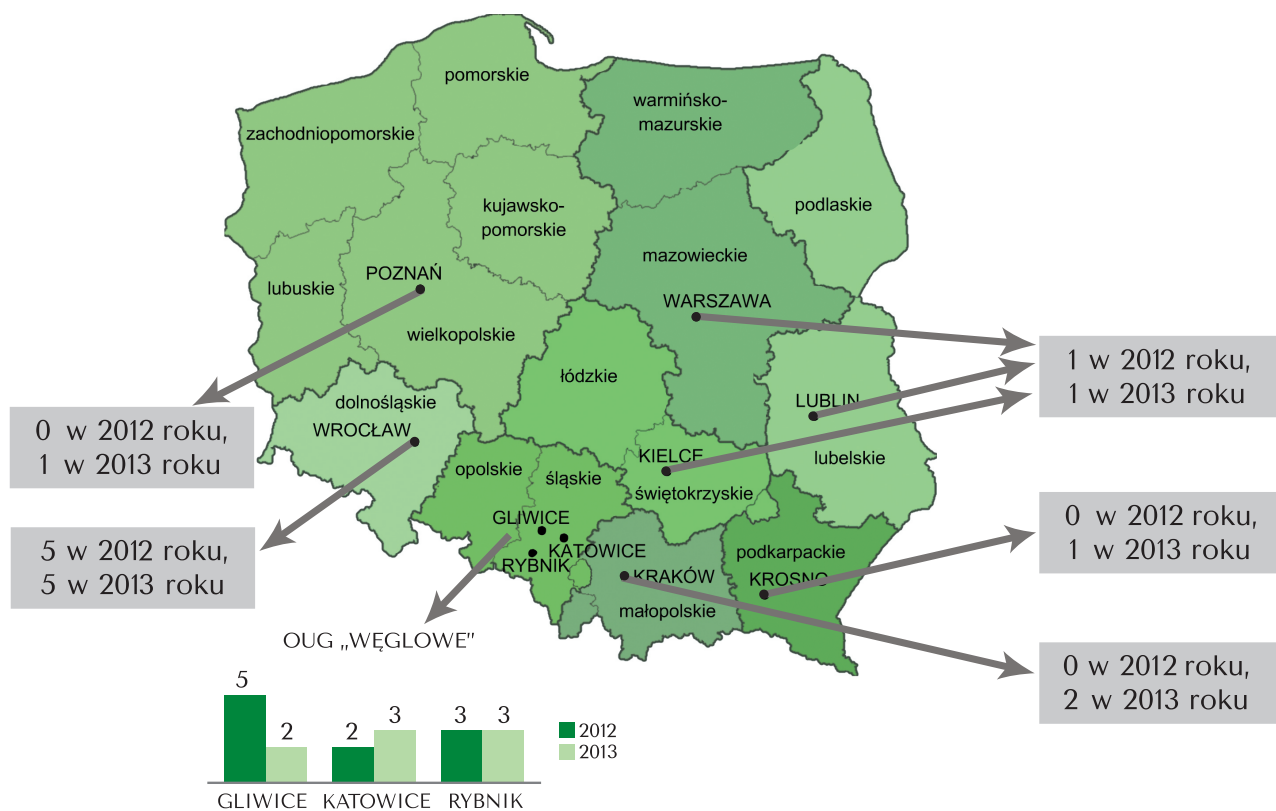 pomorskie
warmińsko-
mazurskie
zachodniopomorskie
podlaskie
kujawsko-
pomorskie
mazowieckie
POZNAŃ
lubuskie
WARSZAWA
wielkopolskie
1 w 2012 roku,
1 w 2013 roku
łódzkie
dolnośląskie
WROCŁAW
LUBLIN
lubelskie
0 w 2012 roku,
1 w 2013 roku
KIELCE
świętokrzyskie
opolskie
śląskie
GLIWICE
KATOWICE
RYBNIK
0 w 2012 roku,
1 w 2013 roku
podkarpackie
KROSNO
KRAKÓW
małopolskie
5 w 2012 roku,
5 w 2013 roku
OUG „WĘGLOWE"
0 w 2012 roku,
2 w 2013 roku
5
2
2
3
3
3
2012
2013
GLIWICE
KATOWICE
RYBNIK